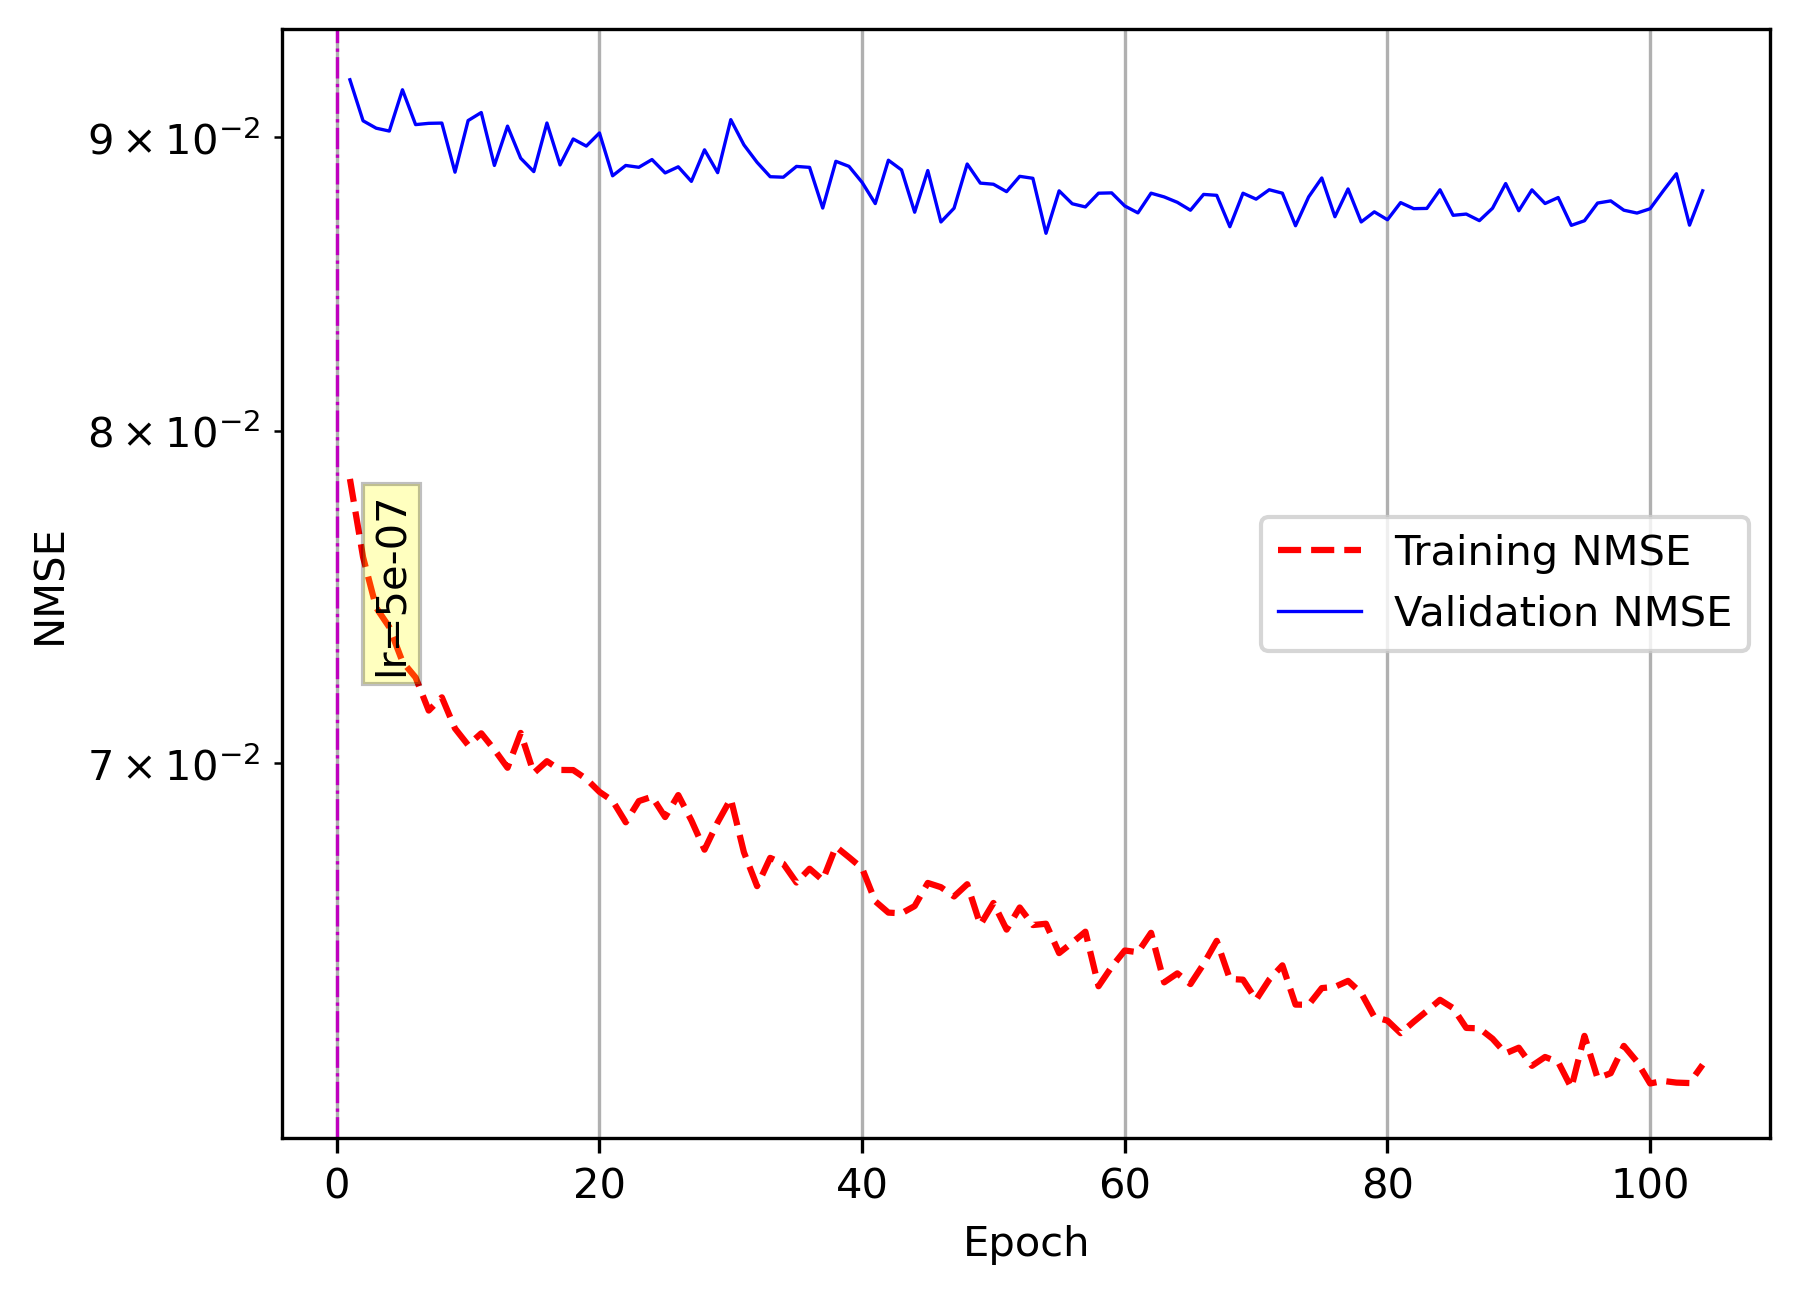 NMSE
9 × 10⁻²
8 × 10⁻²
7 × 10⁻²
lr=5e-07
Training NMSE
Validation NMSE
0 20 40 60 80 100
Epoch